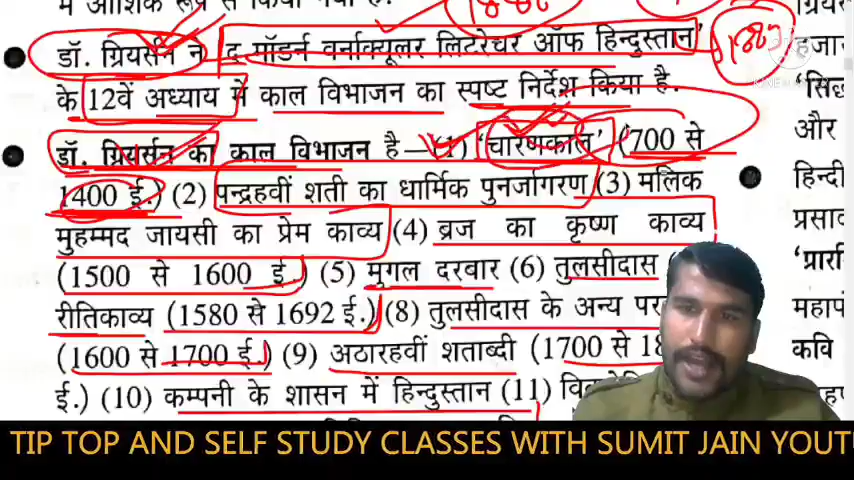 में आंशिक रूप से किया गया है.
डॉ. ग्रियर्सन ने 'द मॉडर्न वर्नाक्यूलर लिटरेचर ऑफ हिन्दुस्तान'
के 12वें अध्याय में काल विभाजन का स्पष्ट निर्देश किया है.
डॉ. ग्रियर्सन का काल विभाजन है—(1) 'चारणकाल' (700 से
1400 ई.) (2) पन्द्रहवीं शती का धार्मिक पुनर्जागरण (3) मलिक
मुहम्मद जायसी का प्रेम काव्य (4) ब्रज का कृष्ण काव्य
(1500 से 1600 ई.) (5) मुगल दरबार (6) तुलसीदास
रीतिकाव्य (1580 से 1692 ई.) (8) तुलसीदास के अन्य
(1600 से 1700 ई.) (9) अठारहवीं शताब्दी (1700 से
ई.) (10) कम्पनी के शासन में हिन्दुस्तान (11)
'सिद्ध
और
हिन्दी
महापं
कवि
TIP TOP AND SELF STUDY CLASSES WITH SUMIT JAIN YOUT